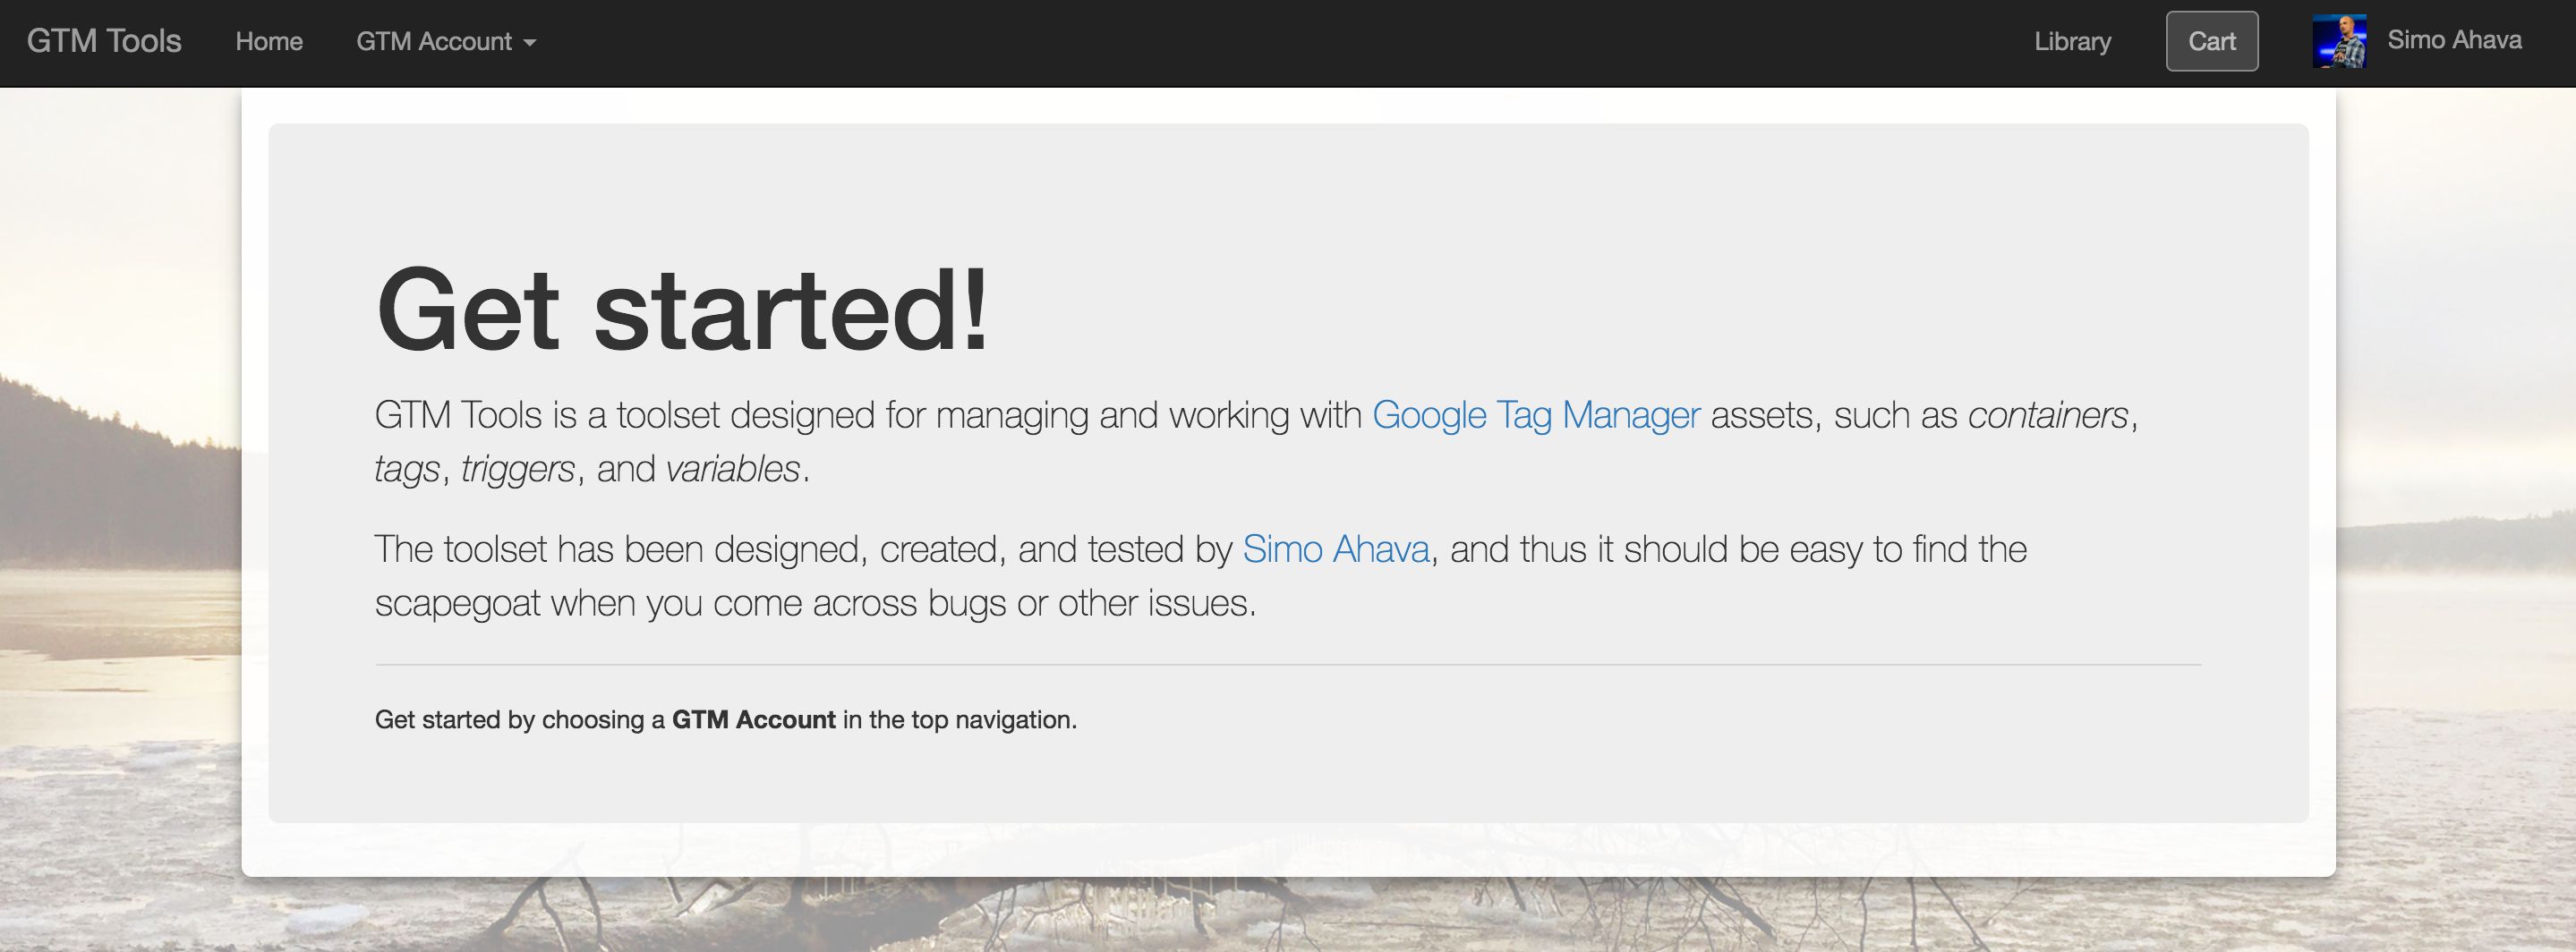 GTM Tools Home GTM Account Library Cart Simo Ahava
Get started!
GTM Tools is a toolset designed for managing and working with Google Tag Manager assets, such as containers,
tags, triggers, and variables.
The toolset has been designed, created, and tested by Simo Ahava, and thus it should be easy to find the
scapegoat when you come across bugs or other issues.
Get started by choosing a GTM Account in the top navigation.